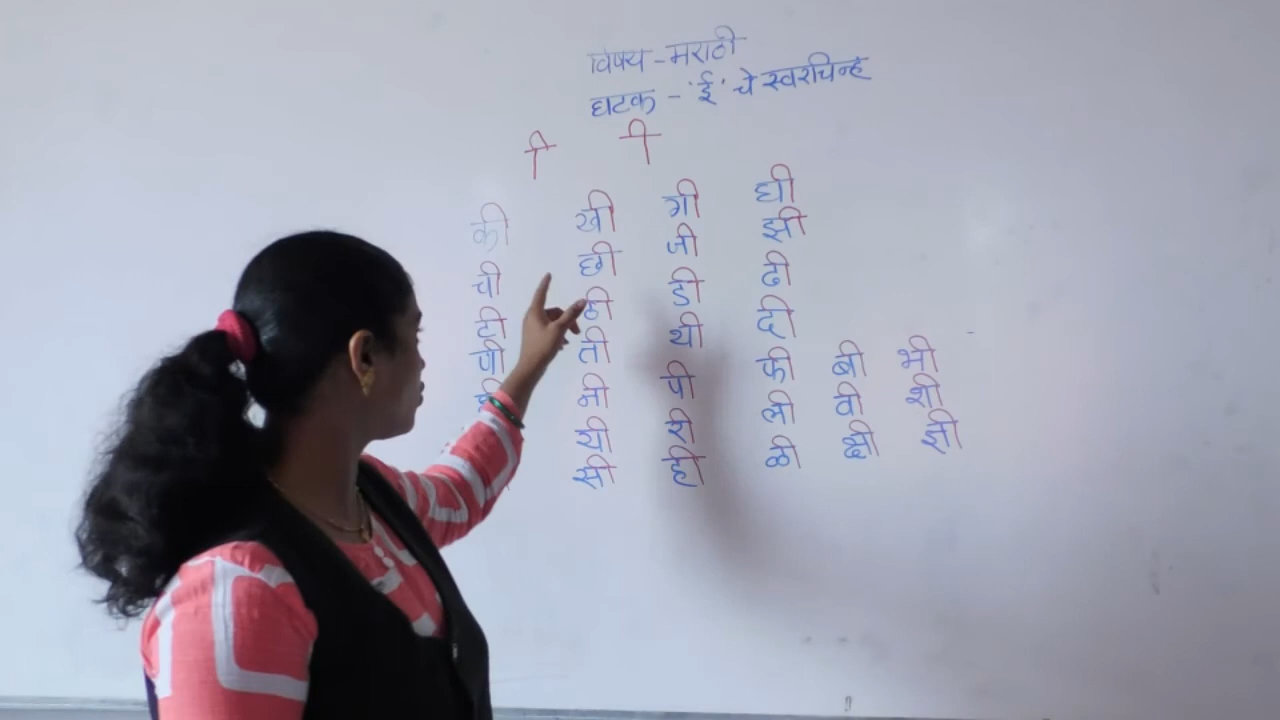 विषय - मराठी
घटक - 'ई' चे स्वरचिन्ह
ी ी
की खी गी घी
ची छी जी झी
टी ठी डी ढी
णी ती थी दी
नी पी फी बी भी
यी री ली वी शी
सी ही ळी क्षी ज्ञी